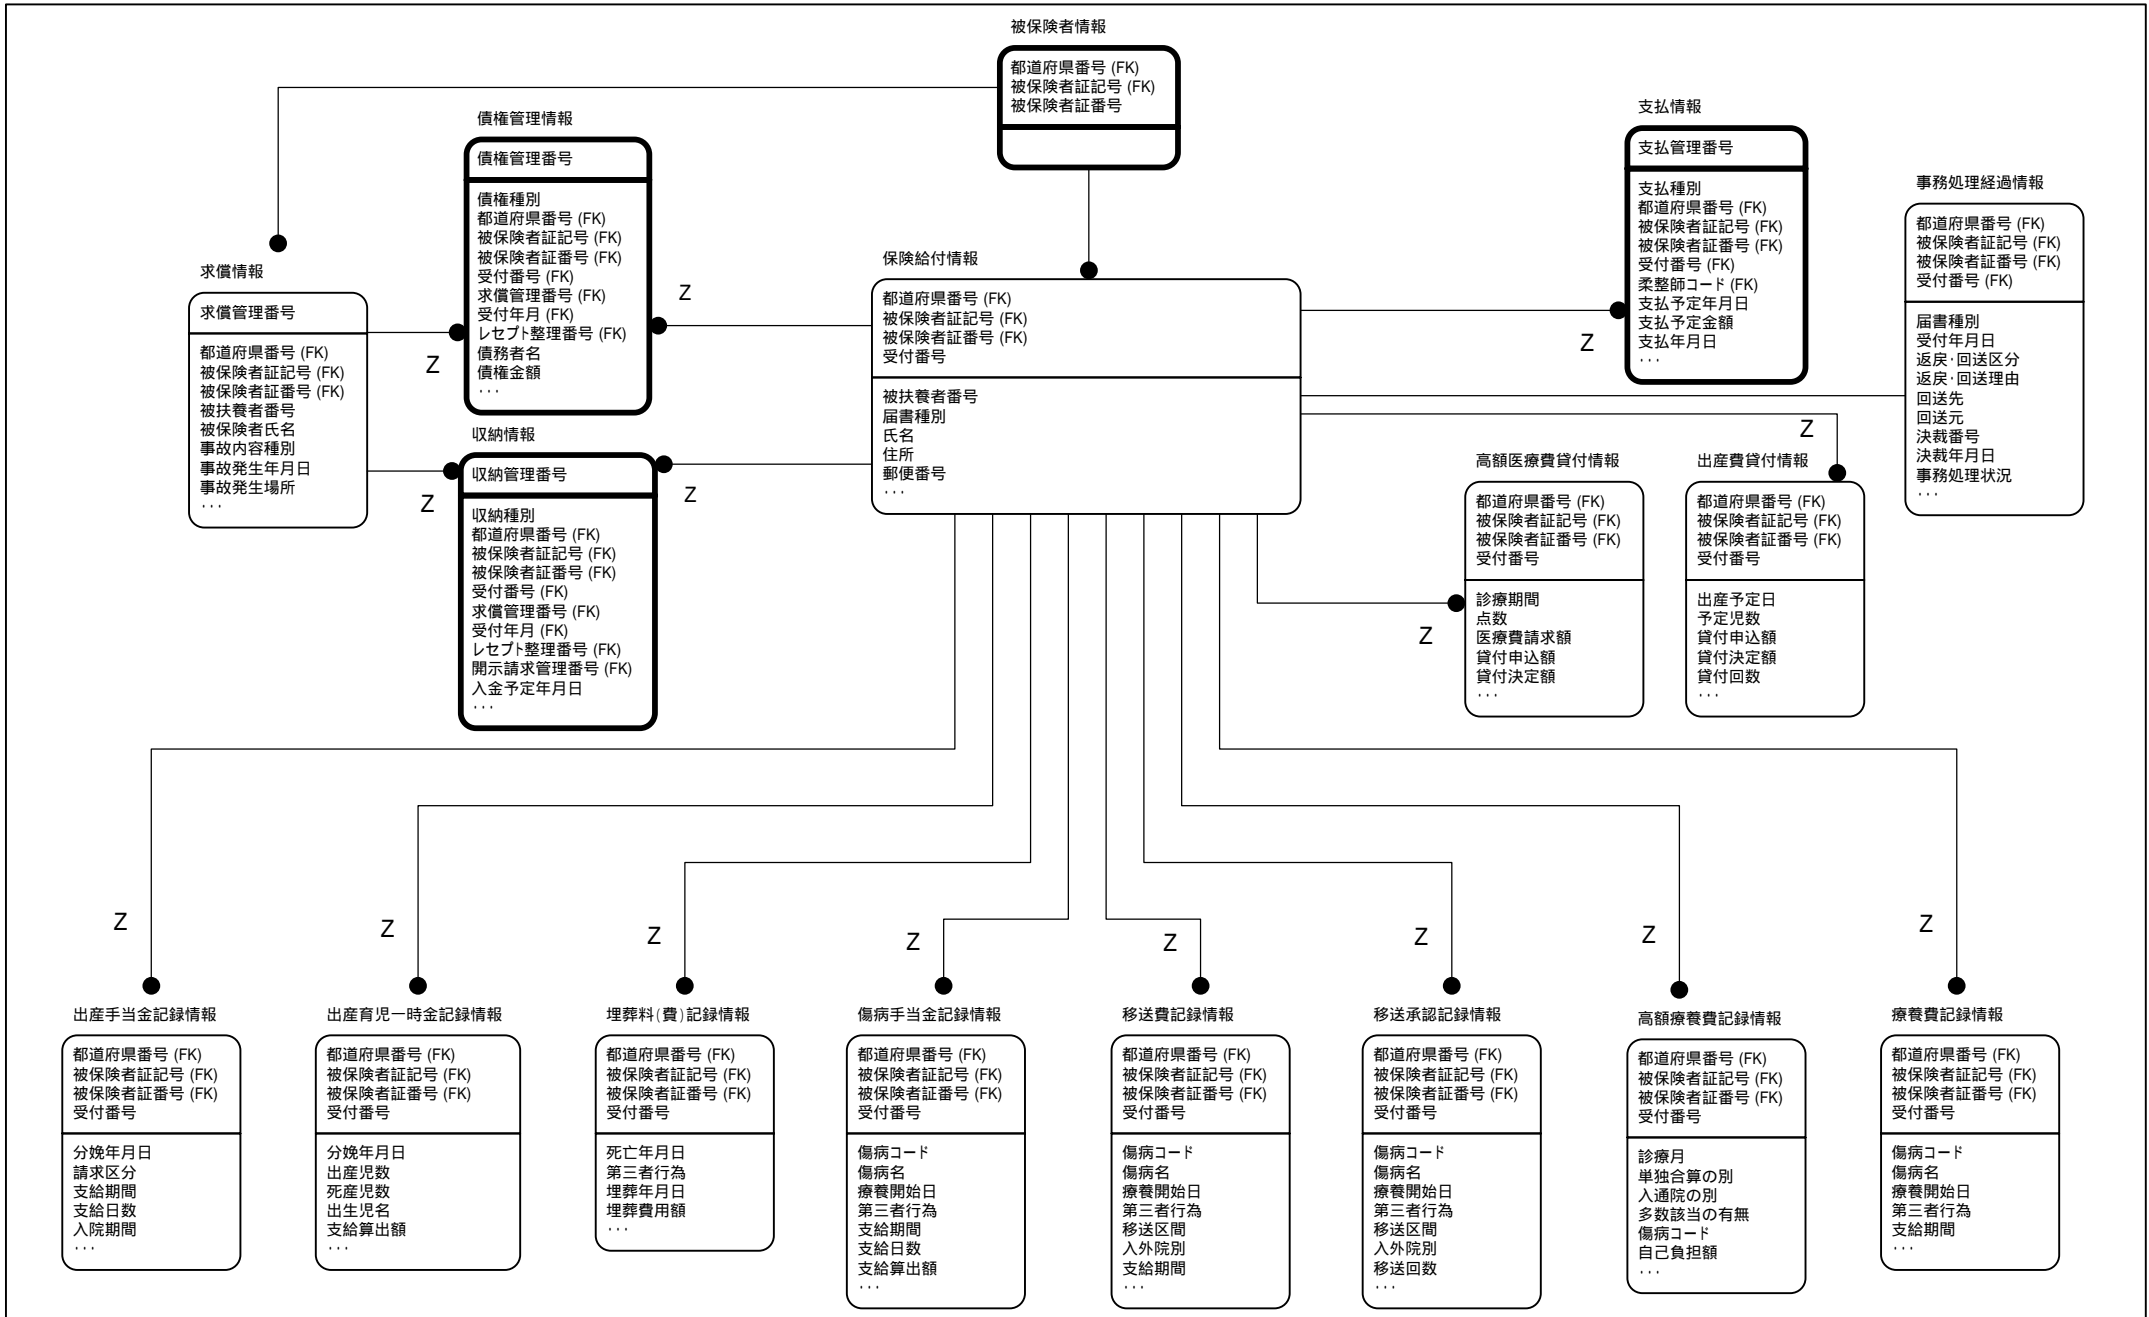 被保険者情報
都道府県番号 (FK)
被保険者証記号 (FK)
被保険者証番号
債権管理情報
債権管理番号
債権種別
都道府県番号 (FK)
被保険者証記号 (FK)
被保険者証番号 (FK)
受付番号 (FK)
求償管理番号 (FK)
受付年月 (FK)
レセプト整理番号 (FK)
債務者名
債権金額
･･･
支払情報
支払管理番号
支払種別
都道府県番号 (FK)
被保険者証記号 (FK)
被保険者証番号 (FK)
受付番号 (FK)
柔整師コード (FK)
支払予定年月日
支払予定金額
支払年月日
･･･
事務処理経過情報
都道府県番号 (FK)
被保険者証記号 (FK)
被保険者証番号 (FK)
受付番号 (FK)
届書種別
受付年月日
返戻･回送区分
返戻･回送理由
回送先
回送元
決裁番号
決裁年月日
事務処理状況
･･･
求償情報
求償管理番号
都道府県番号 (FK)
被保険者証記号 (FK)
被保険者証番号 (FK)
被扶養者番号
被保険者氏名
事故内容種別
事故発生年月日
事故発生場所
･･･
Z
Z
Z
Z
Z
保険給付情報
都道府県番号 (FK)
被保険者証記号 (FK)
被保険者証番号 (FK)
受付番号
被扶養者番号
届書種別
氏名
住所
郵便番号
･･･
収納情報
収納管理番号
収納種別
都道府県番号 (FK)
被保険者証記号 (FK)
被保険者証番号 (FK)
受付番号 (FK)
求償管理番号 (FK)
受付年月 (FK)
レセプト整理番号 (FK)
開示請求管理番号 (FK)
入金予定年月日
･･･
高額医療費貸付情報
都道府県番号 (FK)
被保険者証記号 (FK)
被保険者証番号 (FK)
受付番号
診療期間
点数
医療費請求額
貸付申込額
貸付決定額
･･･
Z
Z
出産費貸付情報
都道府県番号 (FK)
被保険者証記号 (FK)
被保険者証番号 (FK)
受付番号
出産予定日
予定児数
貸付申込額
貸付決定額
貸付回数
･･･
Z
Z
Z
Z
Z
Z
Z
Z
出産手当金記録情報
都道府県番号 (FK)
被保険者証記号 (FK)
被保険者証番号 (FK)
受付番号
分娩年月日
請求区分
支給期間
支給日数
入院期間
･･･
出産育児一時金記録情報
都道府県番号 (FK)
被保険者証記号 (FK)
被保険者証番号 (FK)
受付番号
分娩年月日
出産児数
死産児数
出生児名
支給算出額
･･･
埋葬料(費)記録情報
都道府県番号 (FK)
被保険者証記号 (FK)
被保険者証番号 (FK)
受付番号
死亡年月日
第三者行為
埋葬年月日
埋葬費用額
･･･
傷病手当金記録情報
都道府県番号 (FK)
被保険者証記号 (FK)
被保険者証番号 (FK)
受付番号
傷病コード
傷病名
療養開始日
第三者行為
支給期間
支給日数
支給算出額
･･･
移送費記録情報
都道府県番号 (FK)
被保険者証記号 (FK)
被保険者証番号 (FK)
受付番号
傷病コード
傷病名
療養開始日
第三者行為
移送区間
入外院別
支給期間
･･･
移送承認記録情報
都道府県番号 (FK)
被保険者証記号 (FK)
被保険者証番号 (FK)
受付番号
傷病コード
傷病名
療養開始日
第三者行為
移送区間
入外院別
移送回数
･･･
高額療養費記録情報
都道府県番号 (FK)
被保険者証記号 (FK)
被保険者証番号 (FK)
受付番号
診療月
単独合算の別
入通院の別
多数該当の有無
傷病コード
自己負担額
･･･
療養費記録情報
都道府県番号 (FK)
被保険者証記号 (FK)
被保険者証番号 (FK)
受付番号
傷病コード
傷病名
療養開始日
第三者行為
支給期間
･･･